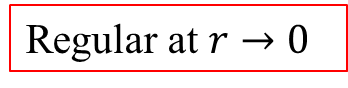 Regular at r → 0